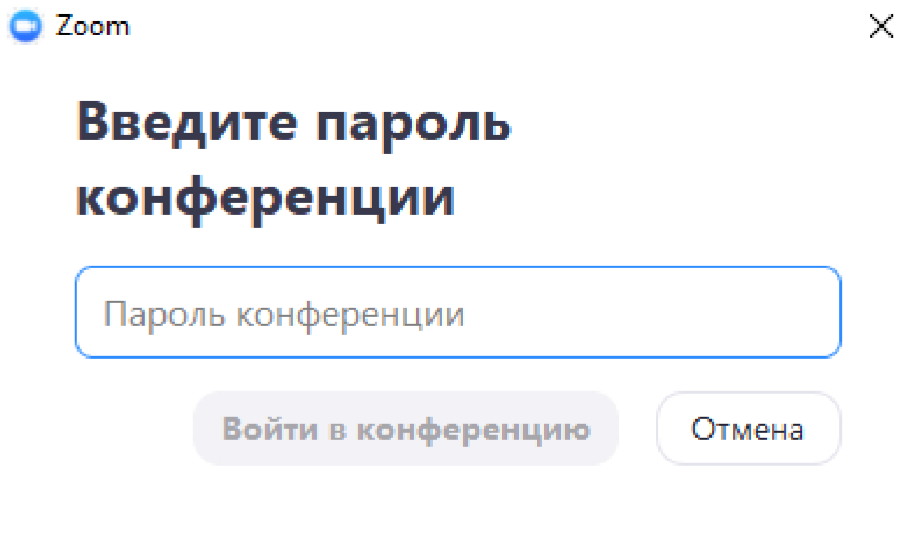 Zoom
Введите пароль
конференции
Пароль конференции
Войти в конференцию
Отмена